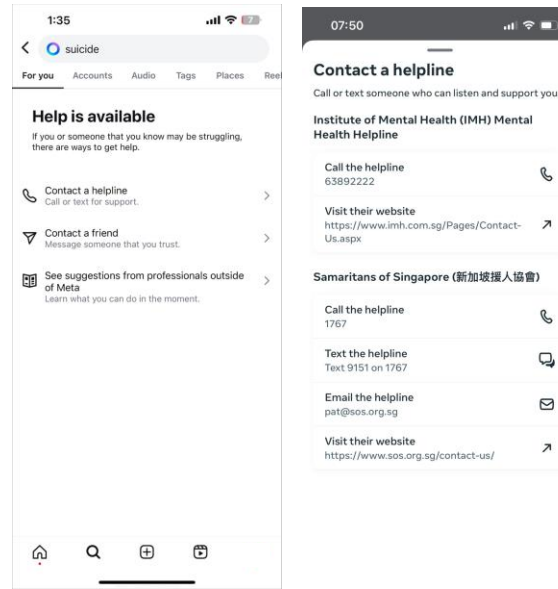 1:35
suicide
For you Accounts Audio Tags Places Reel
Help is available
If you or someone that you know may be struggling,
there are ways to get help.
Contact a helpline
Call or text for support.
Contact a friend
Message someone that you trust.
See suggestions from professionals outside
of Meta
Learn what you can do in the moment.
07:50
Contact a helpline
Call or text someone who can listen and support you
Institute of Mental Health (IMH) Mental
Health Helpline
Call the helpline
63892222
Visit their website
https://www.imh.com.sg/Pages/Contact-
Us.aspx
Samaritans of Singapore (新加坡援人協會)
Call the helpline
1767
Text the helpline
Text 9151 on 1767
Email the helpline
pat@sos.org.sg
Visit their website
https://www.sos.org.sg/contact-us/